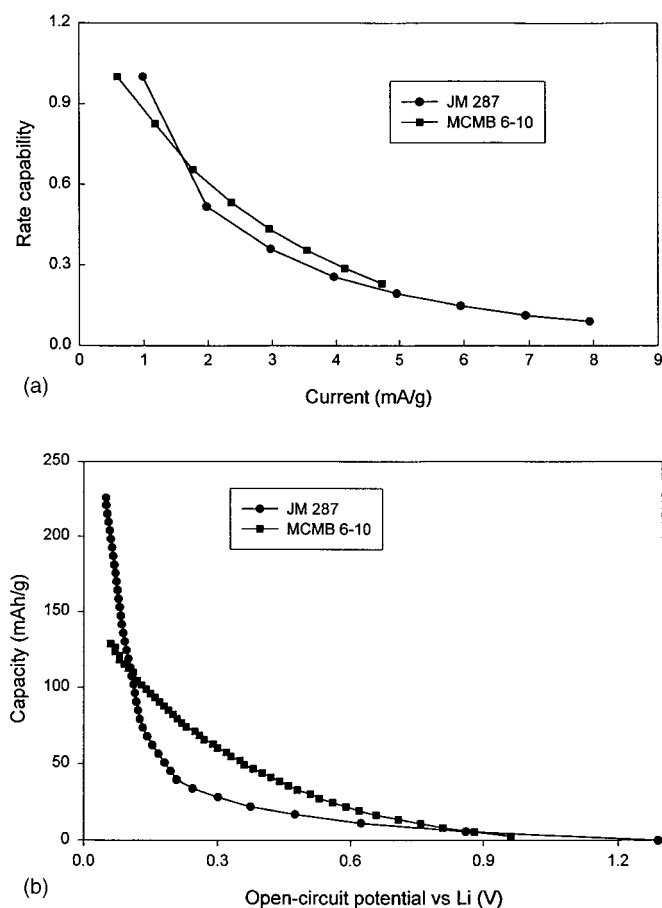 1.2
0.9
0.6
0.3
0.0
Rate capability
JM 287
MCMB 6-10
0 1 2 3 4 5 6 7 8 9
(a)
Current (mA/g)
250
200
150
100
50
0
Capacity (mAh/g)
JM 287
MCMB 6-10
0.0 0.3 0.6 0.9 1.2
(b)
Open-circuit potential vs Li (V)